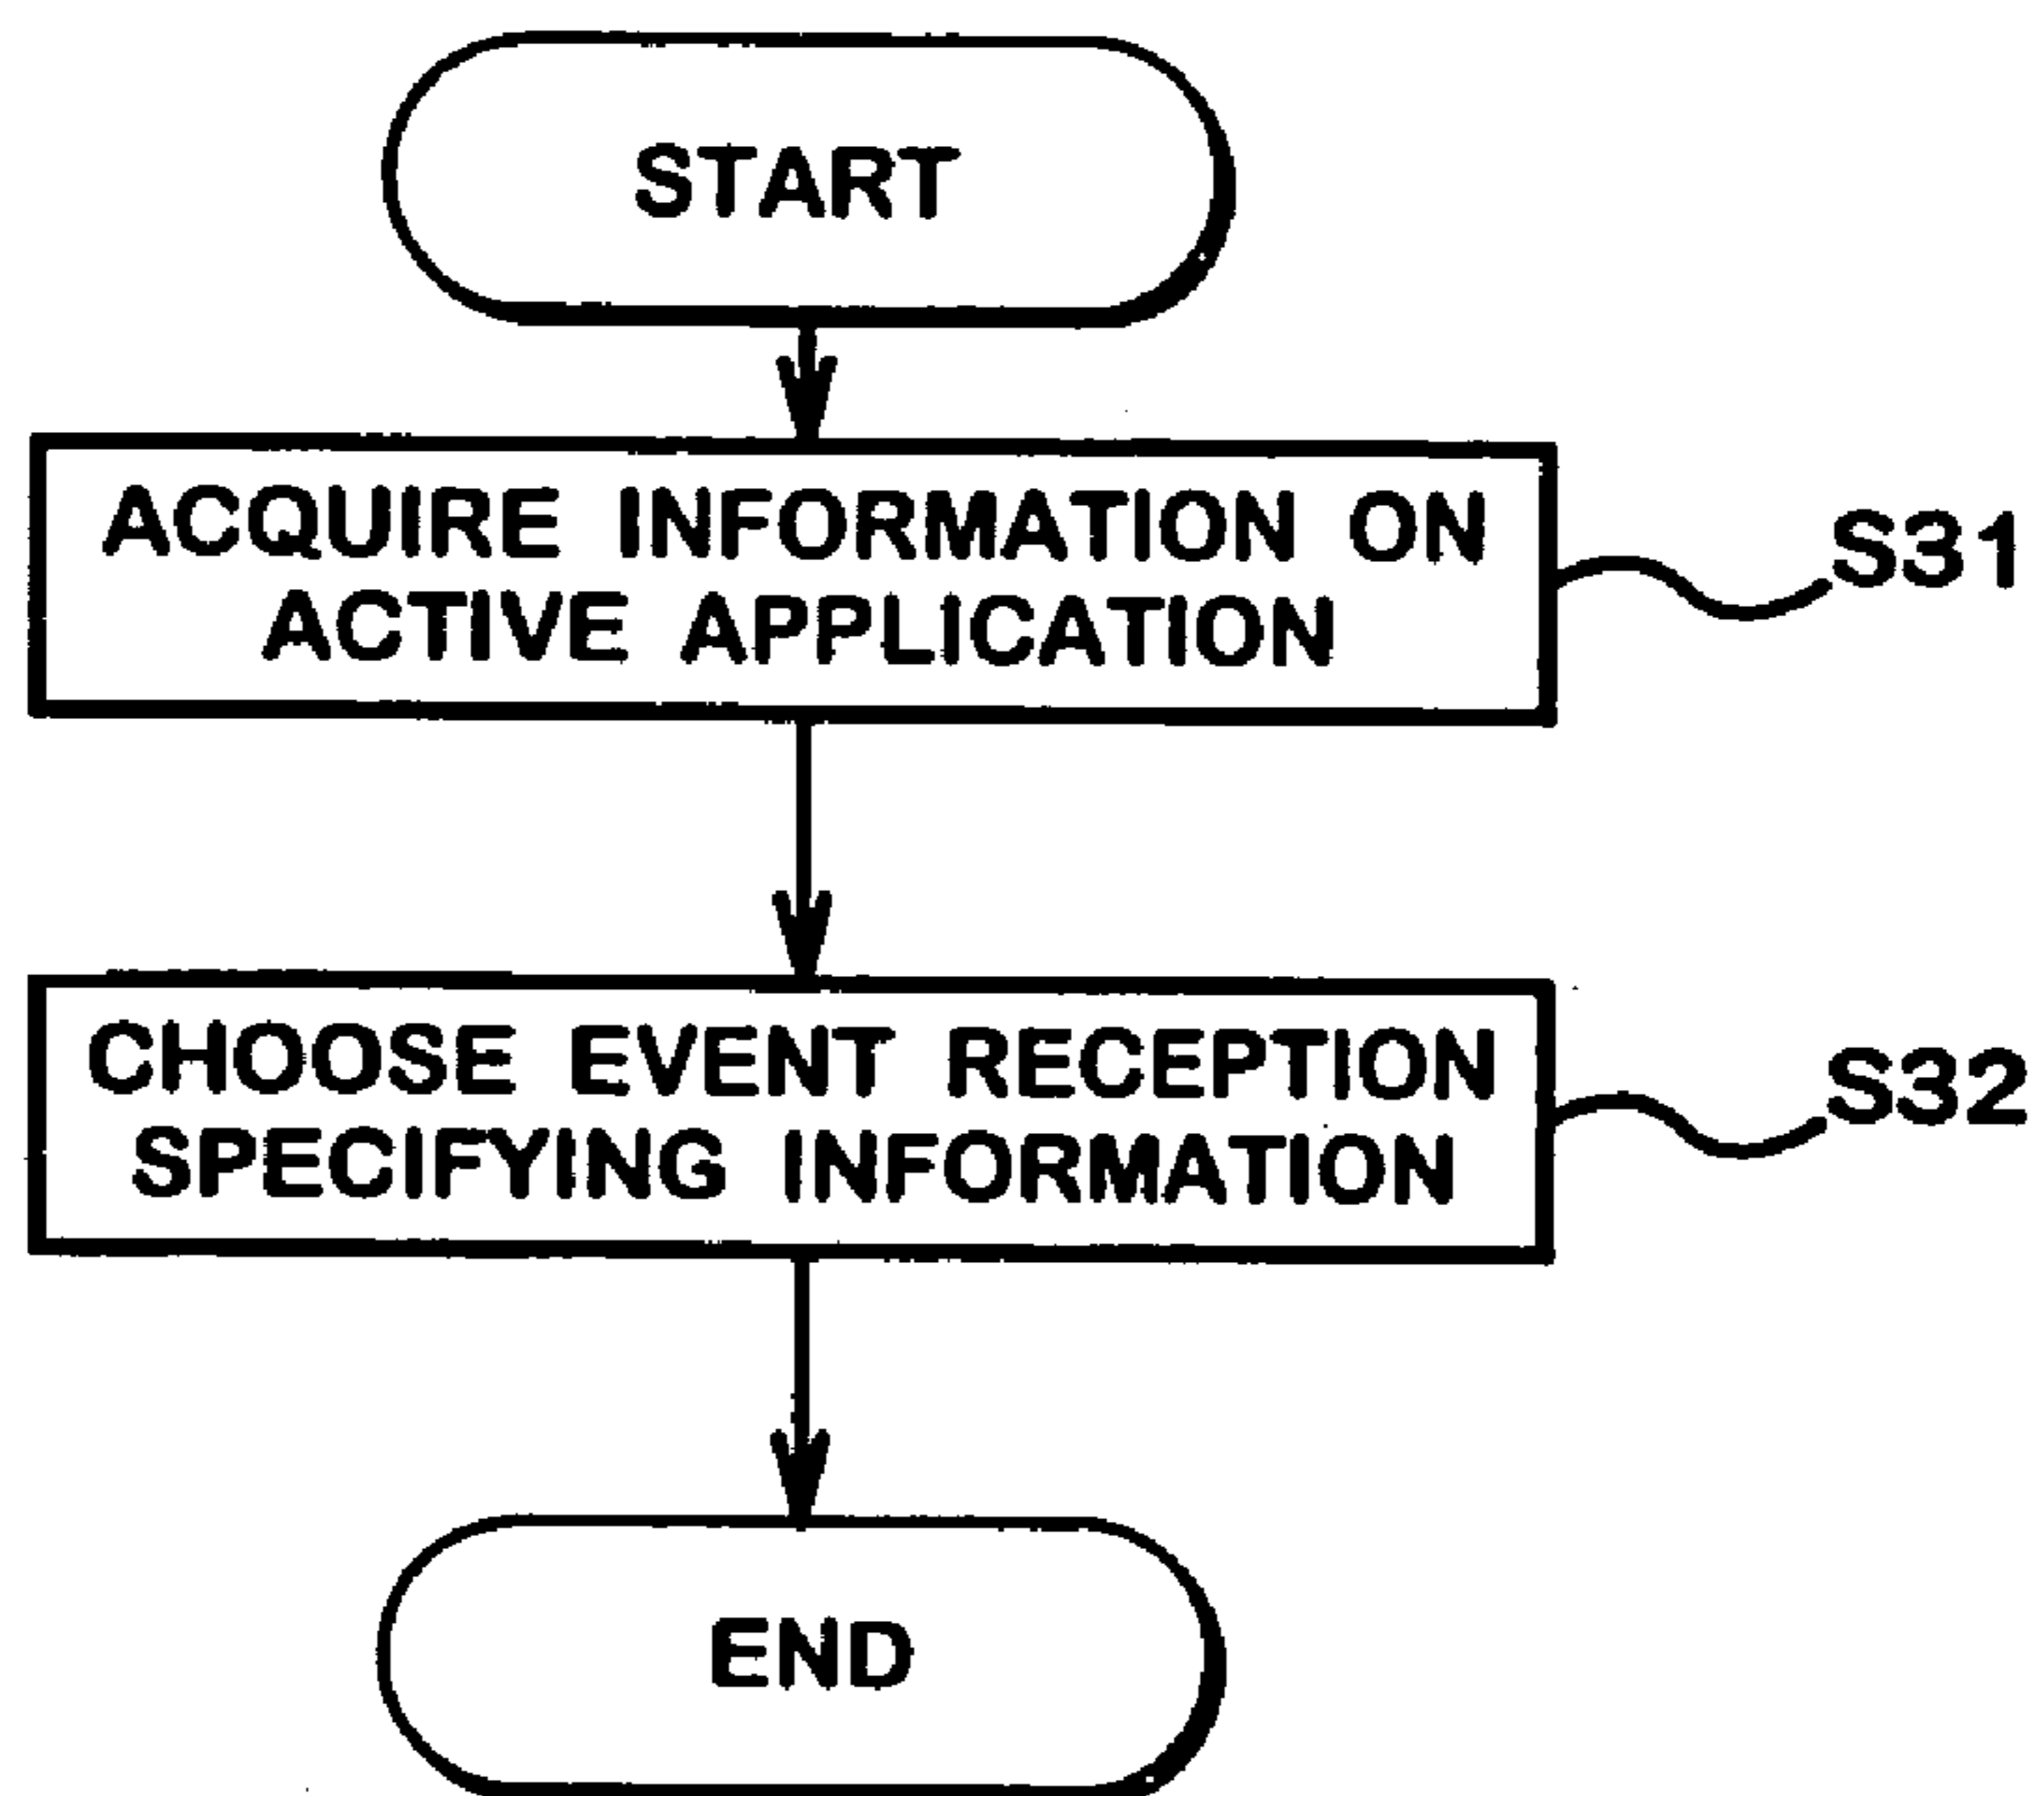 START
ACQUIRE INFORMATION ON
ACTIVE APPLICATION
S31
CHOOSE EVENT RECEPTION
SPECIFYING INFORMATION
S32
END